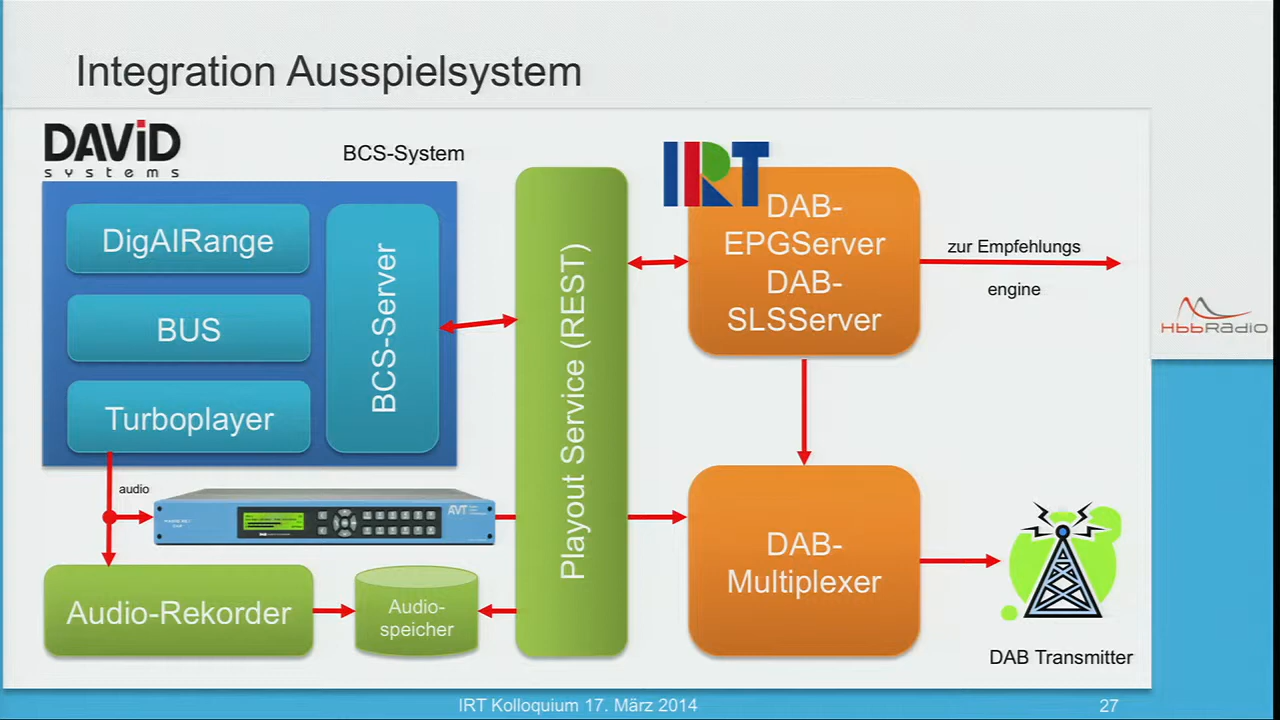 Integration Ausspielsystem
DAViD
systems
BCS-System
DigAIRange
BUS
Turboplayer
BCS-Server
audio
AVT
Audio-Rekorder
Audio-
speicher
Playout Service (REST)
IRT
DAB-
EPGServer
DAB-
SLSServer
zur Empfehlungs
engine
HbbRadio
DAB-
Multiplexer
DAB Transmitter
IRT Kolloquium 17. März 2014
27